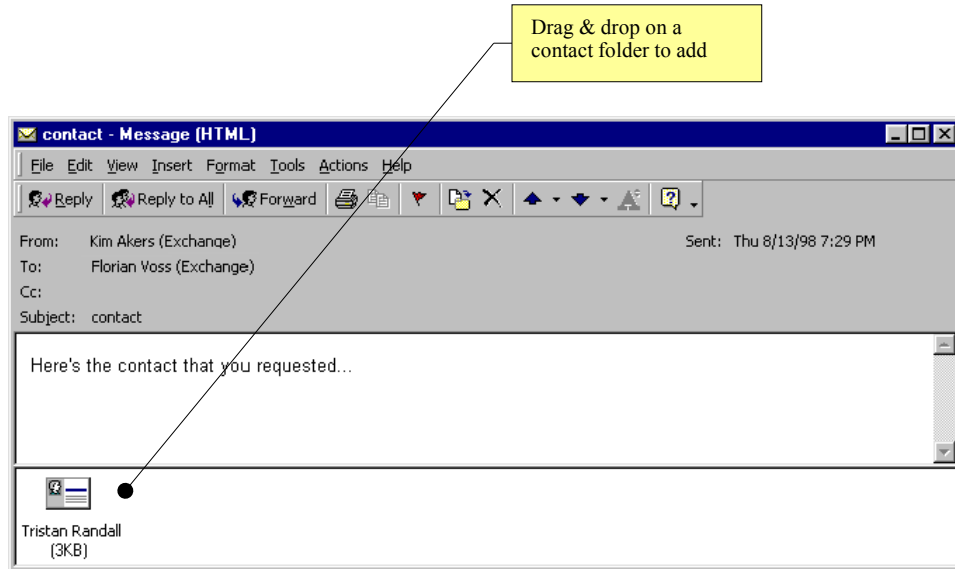 Drag & drop on a
contact folder to add
contact - Message (HTML)
File Edit View Insert Format Tools Actions Help
Reply Reply to All Forward
From: Kim Akers (Exchange) Sent: Thu 8/13/98 7:29 PM
To: Florian Voss (Exchange)
Cc:
Subject: contact
Here's the contact that you requested...
Tristan Randall
(3KB)